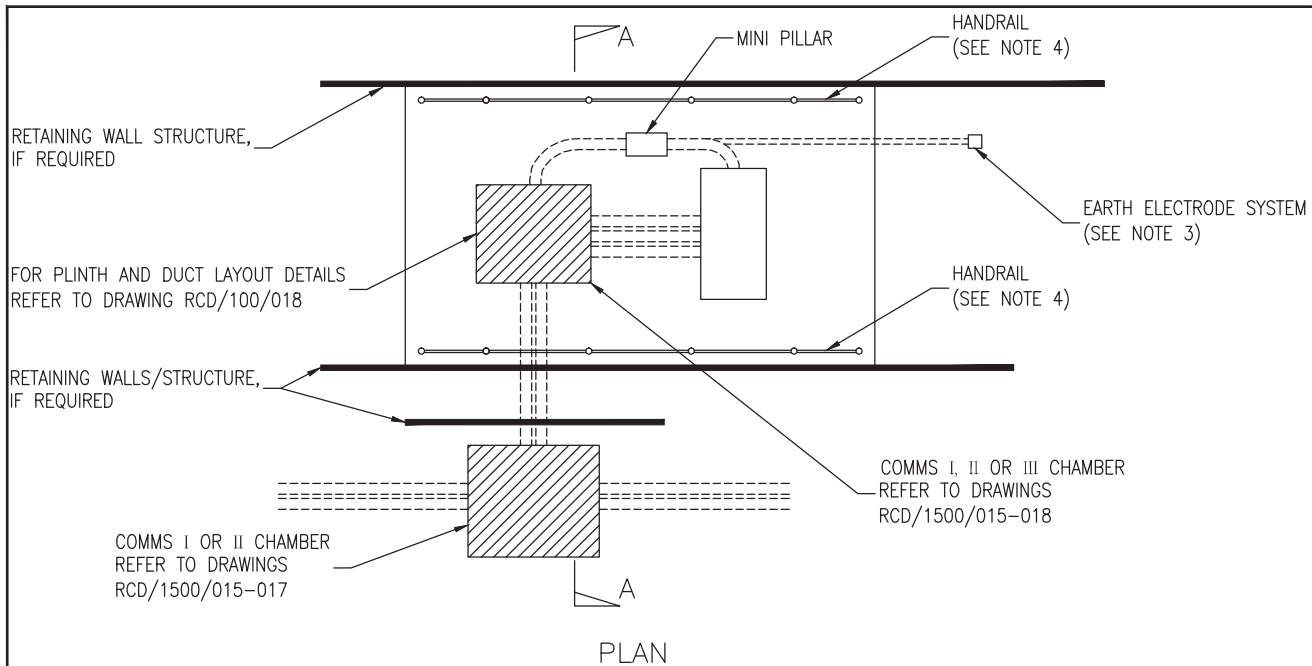 A
MINI PILLAR
HANDRAIL
(SEE NOTE 4)
RETAINING WALL STRUCTURE,
IF REQUIRED
EARTH ELECTRODE SYSTEM
(SEE NOTE 3)
FOR PLINTH AND DUCT LAYOUT DETAILS
REFER TO DRAWING RCD/100/018
HANDRAIL
(SEE NOTE 4)
RETAINING WALLS/STRUCTURE,
IF REQUIRED
COMMS I, II OR III CHAMBER
REFER TO DRAWINGS
RCD/1500/015-018
COMMS I OR II CHAMBER
REFER TO DRAWINGS
RCD/1500/015-017
A
PLAN